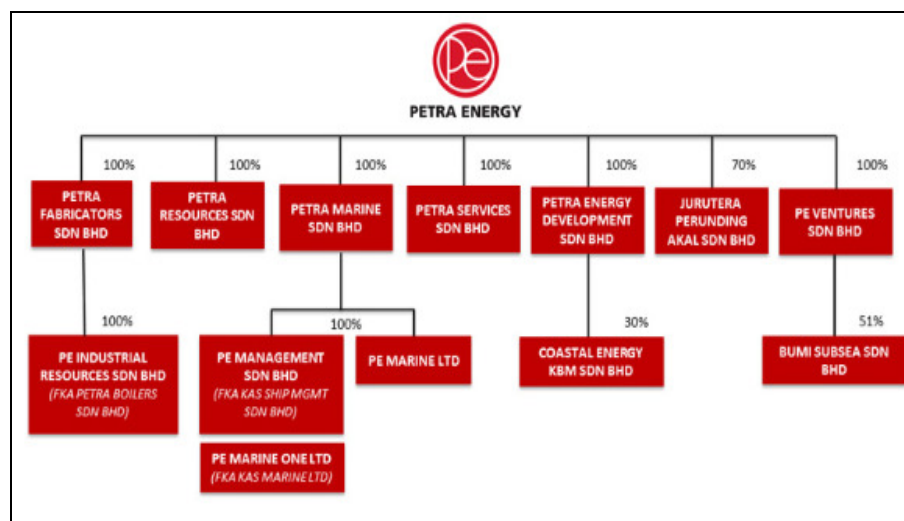 pe
PETRA ENERGY
100%
100%
100%
100%
100%
70%
100%
PETRA
FABRICATORS
SDN BHD
PETRA
RESOURCES SDN
BHD
PETRA MARINE
SDN BHD
PETRA SERVICES
SDN BHD
PETRA ENERGY
DEVELOPMENT
SDN BHD
JURUTERA
PERUNDING
AKAL SDN BHD
PE VENTURES
SDN BHD
100%
100%
30%
51%
PE INDUSTRIAL
RESOURCES SDN BHD
(FKA PETRA BOILERS
SDN BHD)
PE MANAGEMENT
SDN BHD
(FKA KAS SHIP MGMT
SDN BHD)
PE MARINE LTD
COASTAL ENERGY
KBM SDN BHD
BUMI SUBSEA SDN
BHD
PE MARINE ONE LTD
(FKA KAS MARINE LTD)